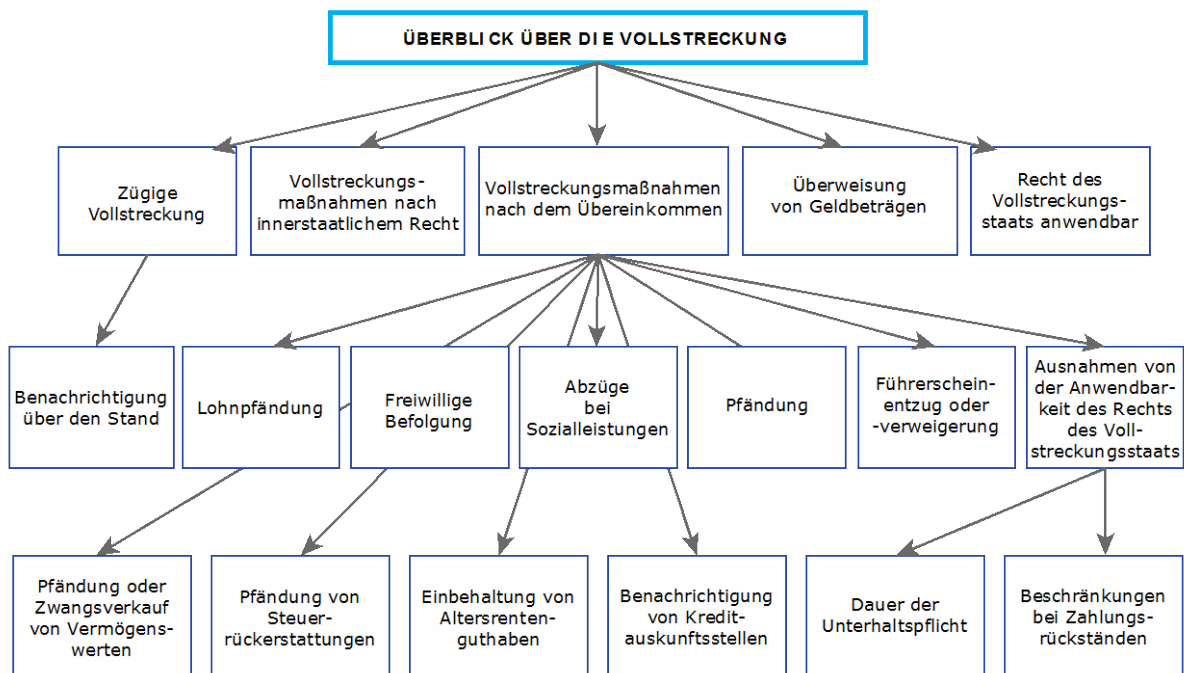 ÜBERBLICK ÜBER DIE VOLLSTRECKUNG
Zügige
Vollstreckung
Vollstreckungs-
maßnahmen nach
innerstaatlichem Recht
Vollstreckungsmaßnahmen
nach dem Übereinkommen
Überweisung
von Geldbeträgen
Recht des
Vollstreckungs-
staats anwendbar
Benachrichtigung
über den Stand
Lohnpfändung
Freiwillige
Befolgung
Abzüge
bei
Sozialleistungen
Pfändung
Führerschein-
entzug oder
-verweigerung
Ausnahmen von
der Anwendbar-
keit des Rechts
des Voll-
streckungsstaats
Pfändung oder
Zwangsverkauf
von Vermögens-
werten
Pfändung von
Steuer-
rückerstattungen
Einbehaltung von
Altersrenten-
guthaben
Benachrichtigung
von Kredit-
auskunftsstellen
Dauer der
Unterhaltspflicht
Beschränkungen
bei Zahlungs-
rückständen